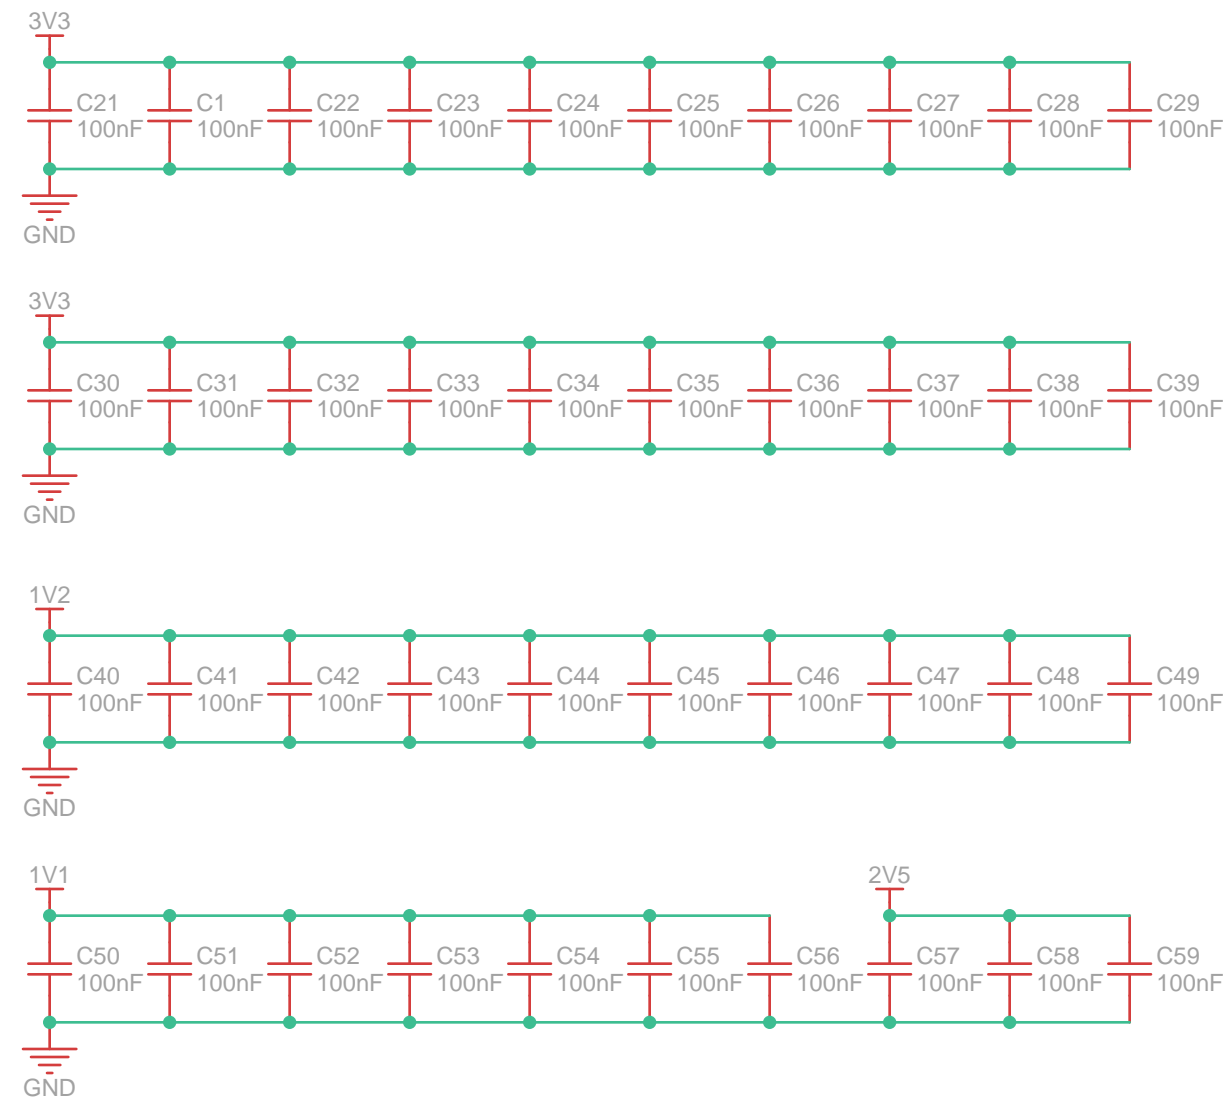 3V3
C21 C1 C22 C23 C24 C25 C26 C27 C28 C29
100nF 100nF 100nF 100nF 100nF 100nF 100nF 100nF 100nF 100nF
GND
3V3
C30 C31 C32 C33 C34 C35 C36 C37 C38 C39
100nF 100nF 100nF 100nF 100nF 100nF 100nF 100nF 100nF 100nF
GND
1V2
C40 C41 C42 C43 C44 C45 C46 C47 C48 C49
100nF 100nF 100nF 100nF 100nF 100nF 100nF 100nF 100nF 100nF
GND
1V1 2V5
C50 C51 C52 C53 C54 C55 C56 C57 C58 C59
100nF 100nF 100nF 100nF 100nF 100nF 100nF 100nF 100nF 100nF
GND